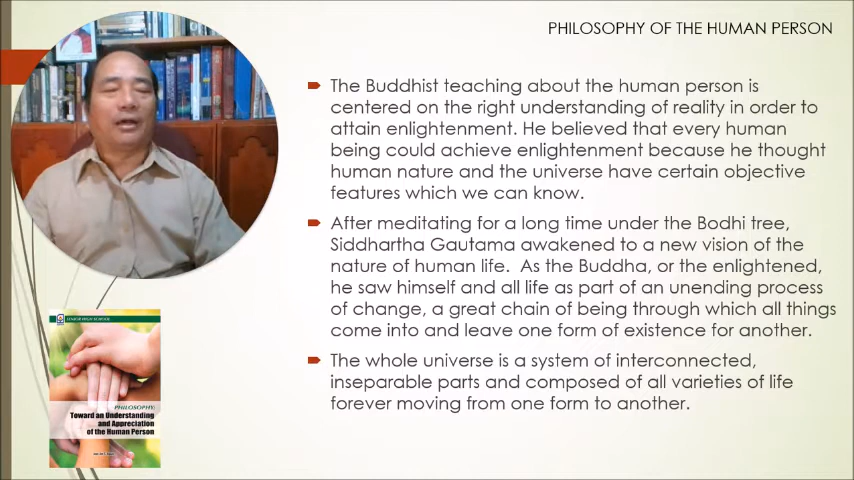 PHILOSOPHY OF THE HUMAN PERSON
The Buddhist teaching about the human person is
centered on the right understanding of reality in order to
attain enlightenment. He believed that every human
being could achieve enlightenment because he thought
human nature and the universe have certain objective
features which we can know.
After meditating for a long time under the Bodhi tree,
Siddhartha Gautama awakened to a new vision of the
nature of human life. As the Buddha, or the enlightened,
he saw himself and all life as part of an unending process
of change, a great chain of being through which all things
come into and leave one form of existence for another.
The whole universe is a system of interconnected,
inseparable parts and composed of all varieties of life
forever moving from one form to another.
SENIOR HIGH SCHOOL
PHILOSOPHY:
Toward an Understanding
and Appreciation
of the Human Person